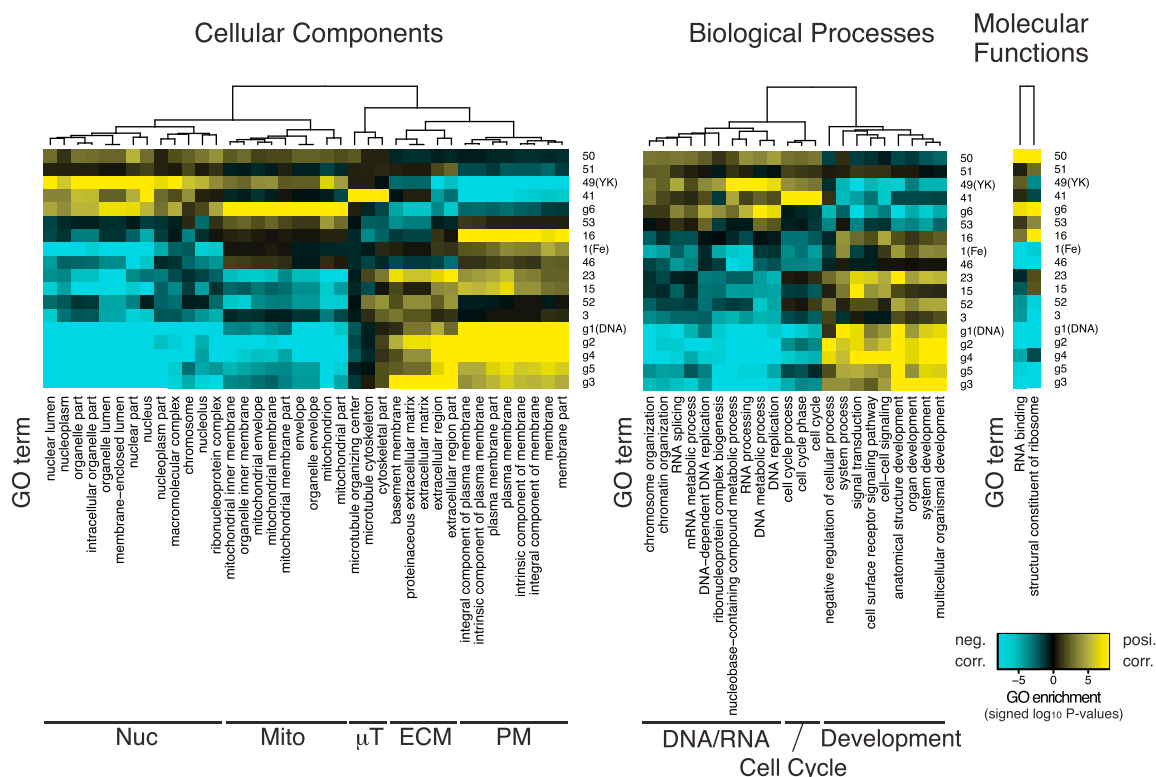 Cellular Components
Biological Processes
Molecular
Functions
50
51
49(YK)
41
g6
53
16
1(Fe)
46
23
15
52
3
g1(DNA)
g2
g4
g5
g3
50
51
49(YK)
41
g6
53
16
1(Fe)
46
23
15
52
3
g1(DNA)
g2
g4
g5
g3
50
51
49(YK)
41
g6
53
16
1(Fe)
46
23
15
52
3
g1(DNA)
g2
g4
g5
g3
GO term
nuclear lumen
nucleoplasm
organelle part
intracellular organelle part
organelle lumen
membrane−enclosed lumen
nuclear part
nucleus
nucleoplasm part
macromolecular complex
chromosome
nucleolus
ribonucleoprotein complex
mitochondrial inner membrane
organelle inner membrane
mitochondrial envelope
mitochondrial membrane
mitochondrial membrane part
envelope
organelle envelope
mitochondrion
mitochondrial part
microtubule organizing center
microtubule cytoskeleton
cytoskeletal part
basement membrane
proteinaceous extracellular matrix
extracellular matrix
extracellular region
extracellular region part
integral component of plasma membrane
intrinsic component of plasma membrane
plasma membrane part
plasma membrane
intrinsic component of membrane
integral component of membrane
membrane
membrane part
GO term
chromosome organization
chromatin organization
RNA splicing
mRNA metabolic process
DNA−dependent DNA replication
ribonucleoprotein complex biogenesis
nucleobase−containing compound metabolic process
RNA processing
DNA metabolic process
DNA replication
cell cycle process
cell cycle phase
cell cycle
negative regulation of cellular process
system process
signal transduction
cell surface receptor signaling pathway
cell−cell signaling
anatomical structure development
organ development
system development
multicellular organismal development
GO term
RNA binding
structural constituent of ribosome
neg.
corr.
posi.
corr.
−5 0 5
GO enrichment
(signed log10 P-values)
Nuc
Mito
μT
ECM
PM
DNA/RNA
/
Development
Cell Cycle